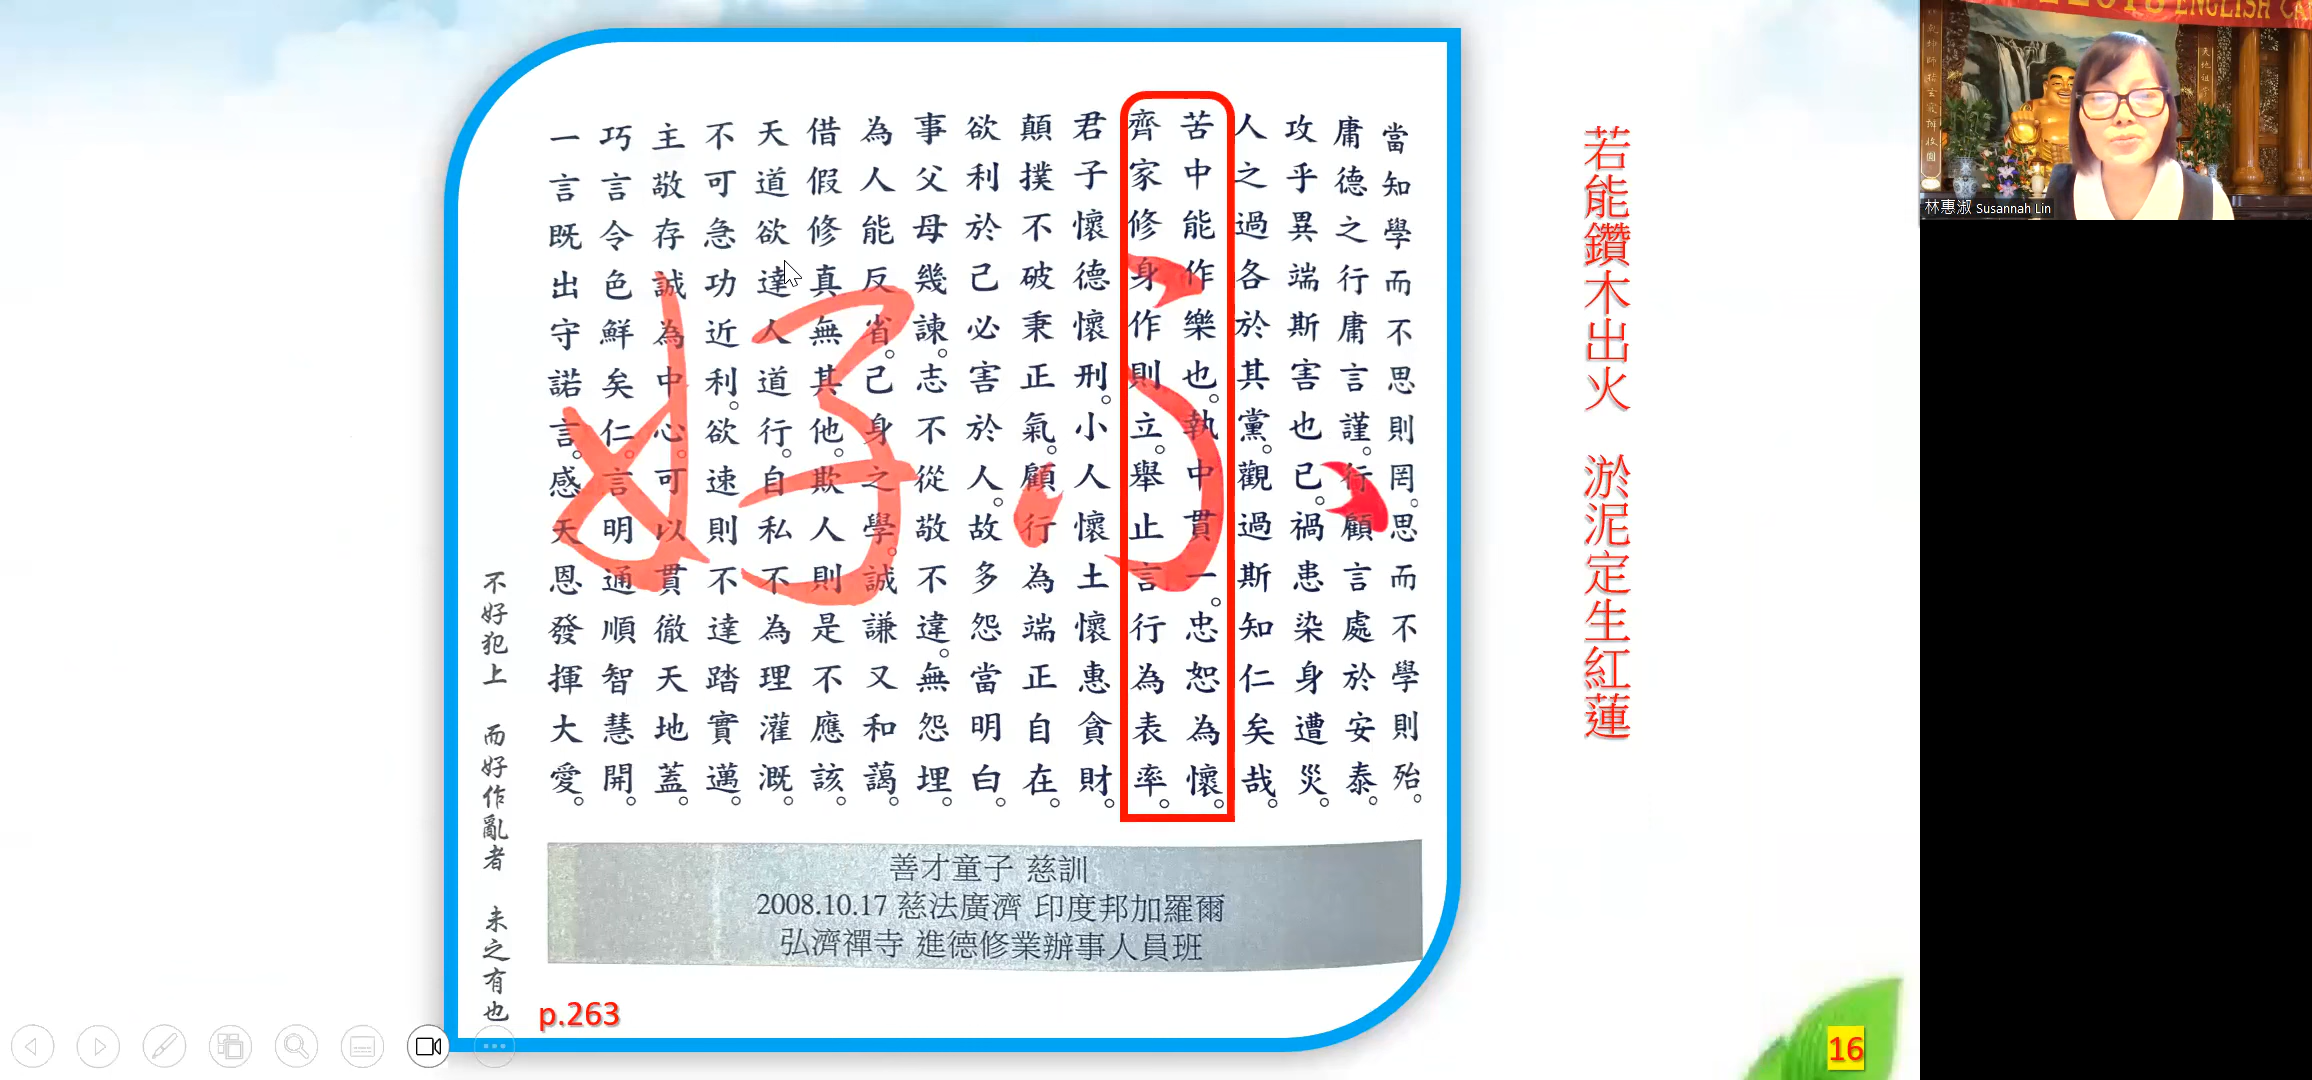 當知學而不思則罔。思而不學則殆。
庸德之行庸言謹。行顧言處於安泰。
攻乎異端斯害也已。禍患染身遭災。
人之過各於其黨。觀過斯知仁矣哉。
苦中能作樂也。執中貫一。忠恕為懷。
齊家修身作則立。舉止言行為表率。
君子懷德懷刑。小人懷土懷惠貪財。
顛撲不破秉正氣。顧行為端正自在。
欲利於己必害於人。故多怨當明白。
事父母幾諫。志不從敬不違。無怨埋。
為人能反省。己身之學。誠謙又和藹。
借假修真無其他。欺人則是不應該。
天道欲達人道行。自私不為理灌溉。
不可急功近利。欲速則不達踏實邁。
主敬存誠為中心。可以貫徹天地蓋。
巧言令色鮮矣仁。言明通順智慧開。
一言既出守諾言。感天恩發揮大愛。
不好犯上 而好作亂者 未之有也
好
善才童子 慈訓
2008.10.17 慈法廣濟 印度邦加羅爾
弘濟禪寺 進德修業辦事人員班
p.263
若能鑽木出火 淤泥定生紅蓮
16
2018 ENGLISH CA
林惠淑 Susannah Lin